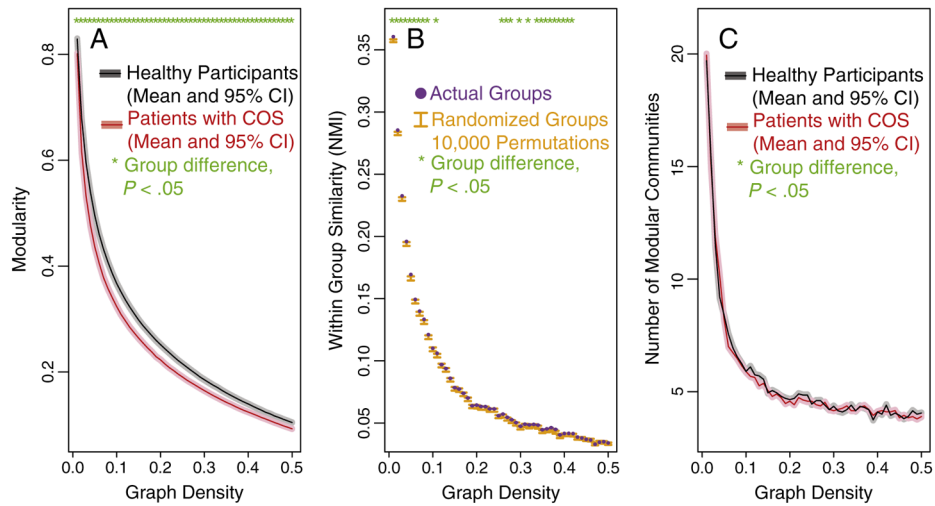 A
Healthy Participants
(Mean and 95% CI)
Patients with COS
(Mean and 95% CI)
* Group difference,
P < .05
Modularity
0.8
0.6
0.4
0.2
0.0 0.1 0.2 0.3 0.4 0.5
Graph Density
B
Actual Groups
Randomized Groups
10,000 Permutations
* Group difference,
P < .05
Within Group Similarity (NMI)
0.35
0.30
0.25
0.20
0.15
0.10
0.05
0.0 0.1 0.2 0.3 0.4 0.5
Graph Density
C
Healthy Participants
(Mean and 95% CI)
Patients with COS
(Mean and 95% CI)
* Group difference,
P < .05
Number of Modular Communities
20
15
10
5
0.0 0.1 0.2 0.3 0.4 0.5
Graph Density